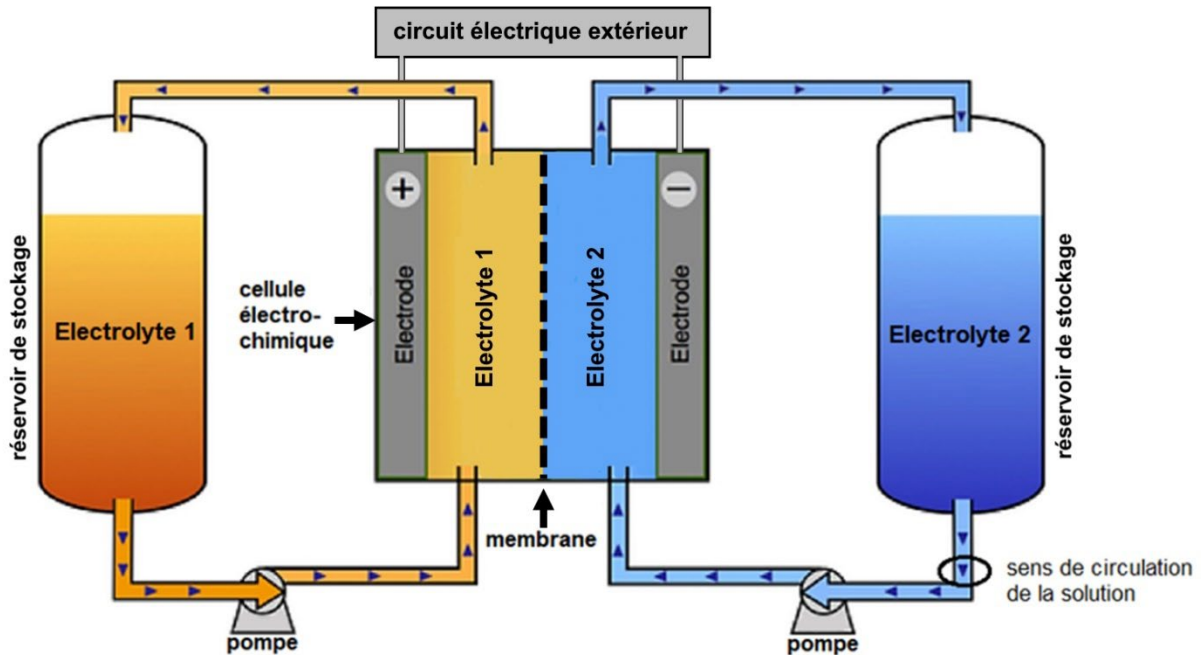 circuit électrique extérieur
réservoir de stockage
Electrolyte 1
cellule
électro-
chimique
+
Electrode
Electrolyte 1
Electrolyte 2
−
Electrode
Electrolyte 2
réservoir de stockage
membrane
sens de circulation
de la solution
pompe
pompe